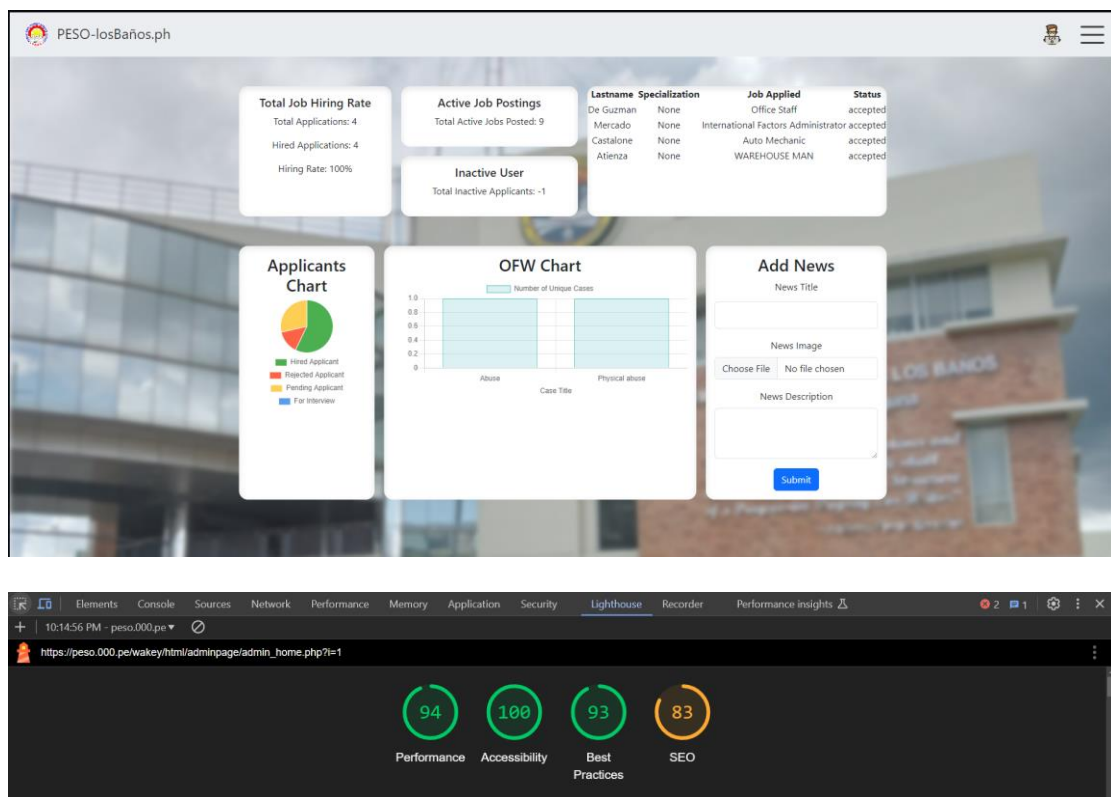 PESO-losBaños.ph
Total Job Hiring Rate
Total Applications: 4
Hired Applications: 4
Hiring Rate: 100%
Active Job Postings
Total Active Jobs Posted: 9
Inactive User
Total Inactive Applicants: -1
Lastname Specialization Job Applied Status
De Guzman None Office Staff accepted
Mercado None International Factors Administrator accepted
Castalone None Auto Mechanic accepted
Atienza None WAREHOUSE MAN accepted
Applicants
Chart
Hired Applicant
Rejected Applicant
Pending Applicant
For Interview
OFW Chart
Number of Unique Cases
1.0
0.8
0.6
0.4
0.2
0
Abuse Physical abuse
Case Title
Add News
News Title
News Image
Choose File No file chosen
News Description
Submit
LOS BAÑOS
Elements Console Sources Network Performance Memory Application Security Lighthouse Recorder Performance insights 2 1
10:14:56 PM - peso.000.pe
https://peso.000.pe/wakey/html/adminpage/admin_home.php?i=1
94 100 93 83
Performance Accessibility Best SEO
Practices